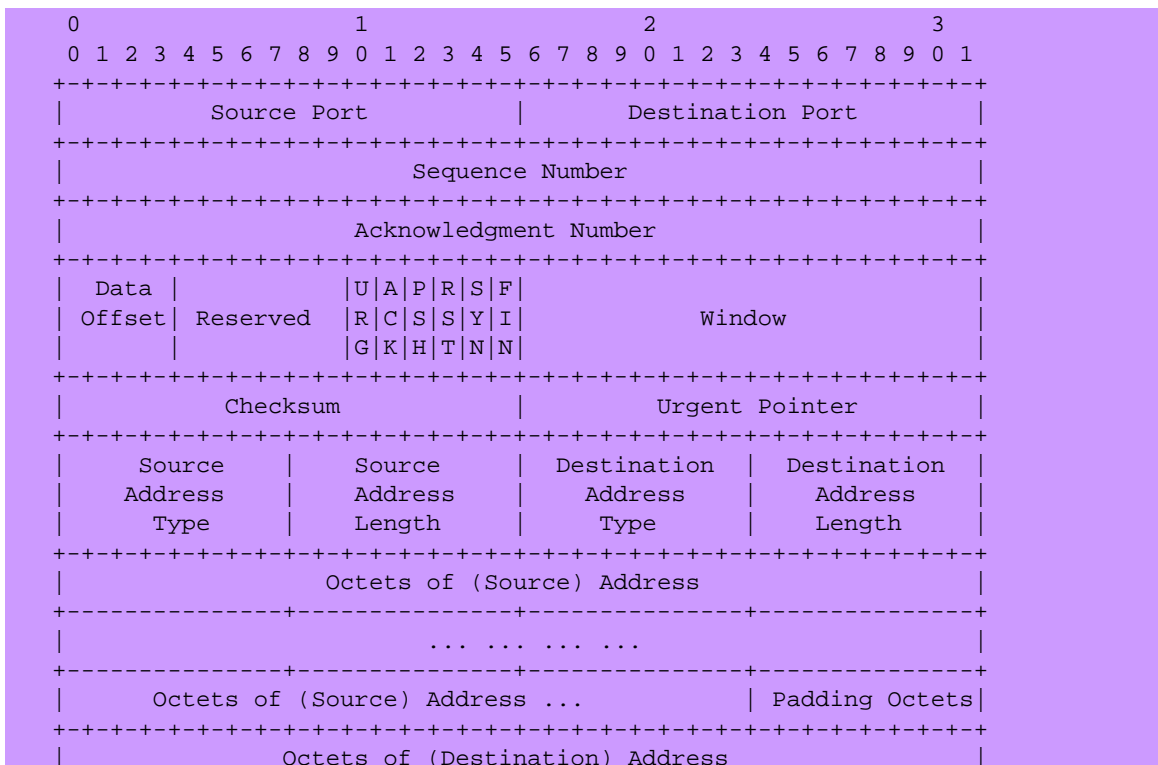 0                   1                   2                   3
 0 1 2 3 4 5 6 7 8 9 0 1 2 3 4 5 6 7 8 9 0 1 2 3 4 5 6 7 8 9 0 1
+-+-+-+-+-+-+-+-+-+-+-+-+-+-+-+-+-+-+-+-+-+-+-+-+-+-+-+-+-+-+-+-+
|          Source Port          |       Destination Port        |
+-+-+-+-+-+-+-+-+-+-+-+-+-+-+-+-+-+-+-+-+-+-+-+-+-+-+-+-+-+-+-+-+
|                        Sequence Number                        |
+-+-+-+-+-+-+-+-+-+-+-+-+-+-+-+-+-+-+-+-+-+-+-+-+-+-+-+-+-+-+-+-+
|                    Acknowledgment Number                      |
+-+-+-+-+-+-+-+-+-+-+-+-+-+-+-+-+-+-+-+-+-+-+-+-+-+-+-+-+-+-+-+-+
|  Data |           |U|A|P|R|S|F|                               |
| Offset| Reserved  |R|C|S|S|Y|I|            Window             |
|       |           |G|K|H|T|N|N|                               |
+-+-+-+-+-+-+-+-+-+-+-+-+-+-+-+-+-+-+-+-+-+-+-+-+-+-+-+-+-+-+-+-+
|           Checksum            |         Urgent Pointer        |
+-+-+-+-+-+-+-+-+-+-+-+-+-+-+-+-+-+-+-+-+-+-+-+-+-+-+-+-+-+-+-+-+
|     Source    |    Source     |  Destination  |  Destination  |
|    Address    |    Address    |    Address    |    Address    |
|      Type     |    Length     |     Type      |    Length     |
+-+-+-+-+-+-+-+-+-+-+-+-+-+-+-+-+-+-+-+-+-+-+-+-+-+-+-+-+-+-+-+-+
|                  Octets of (Source) Address                   |
+---------------+---------------+---------------+---------------+
|                         ... ... ... ...                       |
+---------------+---------------+---------------+---------------+
|      Octets of (Source) Address ...           | Padding Octets|
+-+-+-+-+-+-+-+-+-+-+-+-+-+-+-+-+-+-+-+-+-+-+-+-+-+-+-+-+-+-+-+-+
|               Octets of (Destination) Address                 |